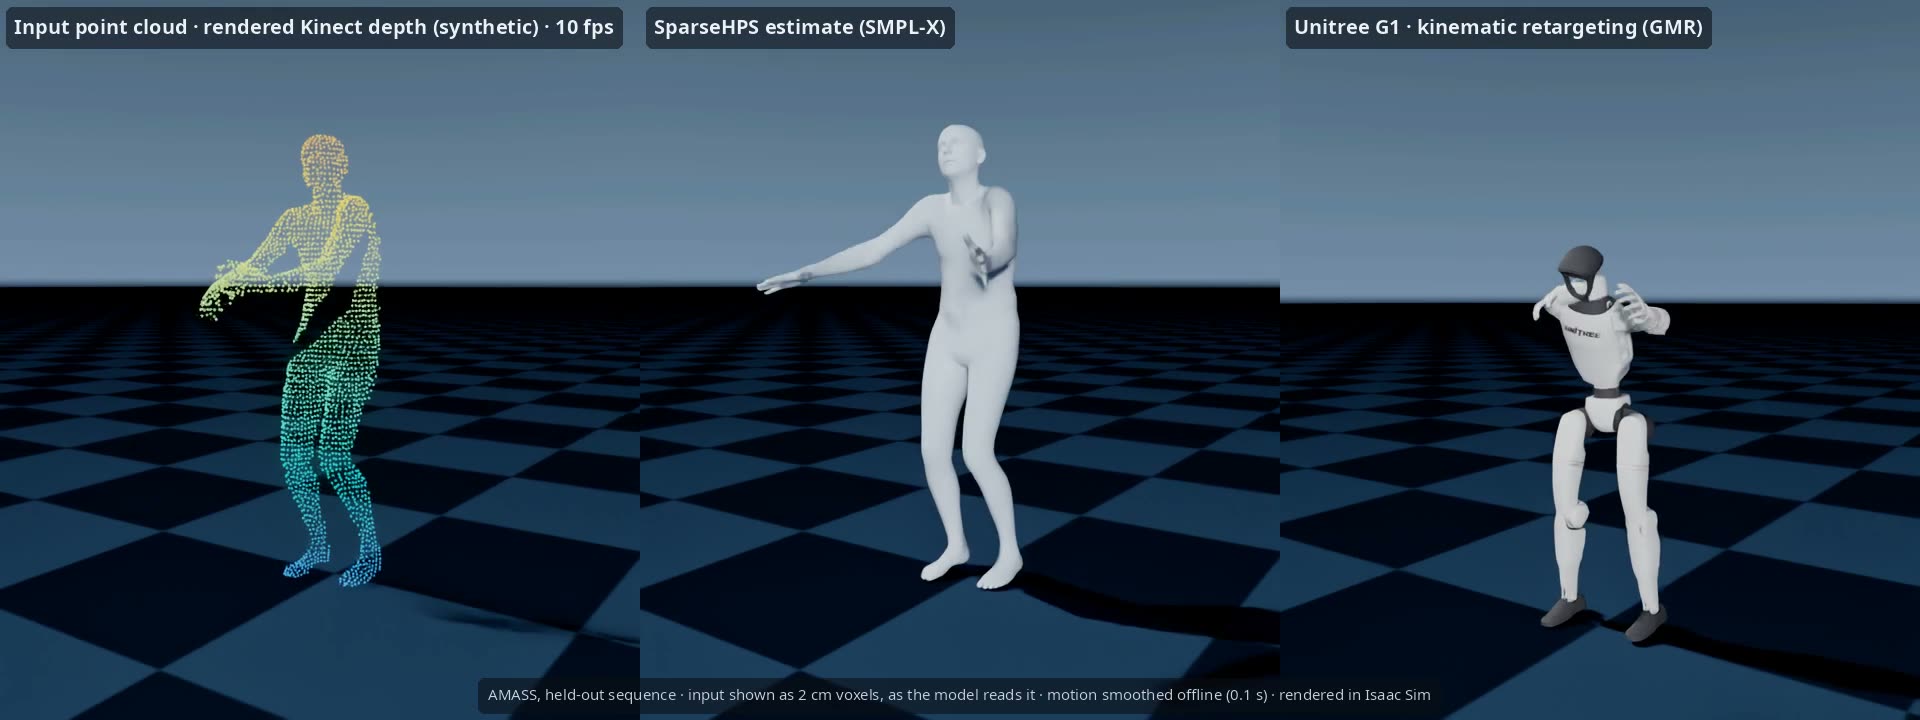 Input point cloud · rendered Kinect depth (synthetic) · 10 fps
SparseHPS estimate (SMPL-X)
Unitree G1 · kinematic retargeting (GMR)
UNITREE
AMASS, held-out sequence · input shown as 2 cm voxels, as the model reads it · motion smoothed offline (0.1 s) · rendered in Isaac Sim